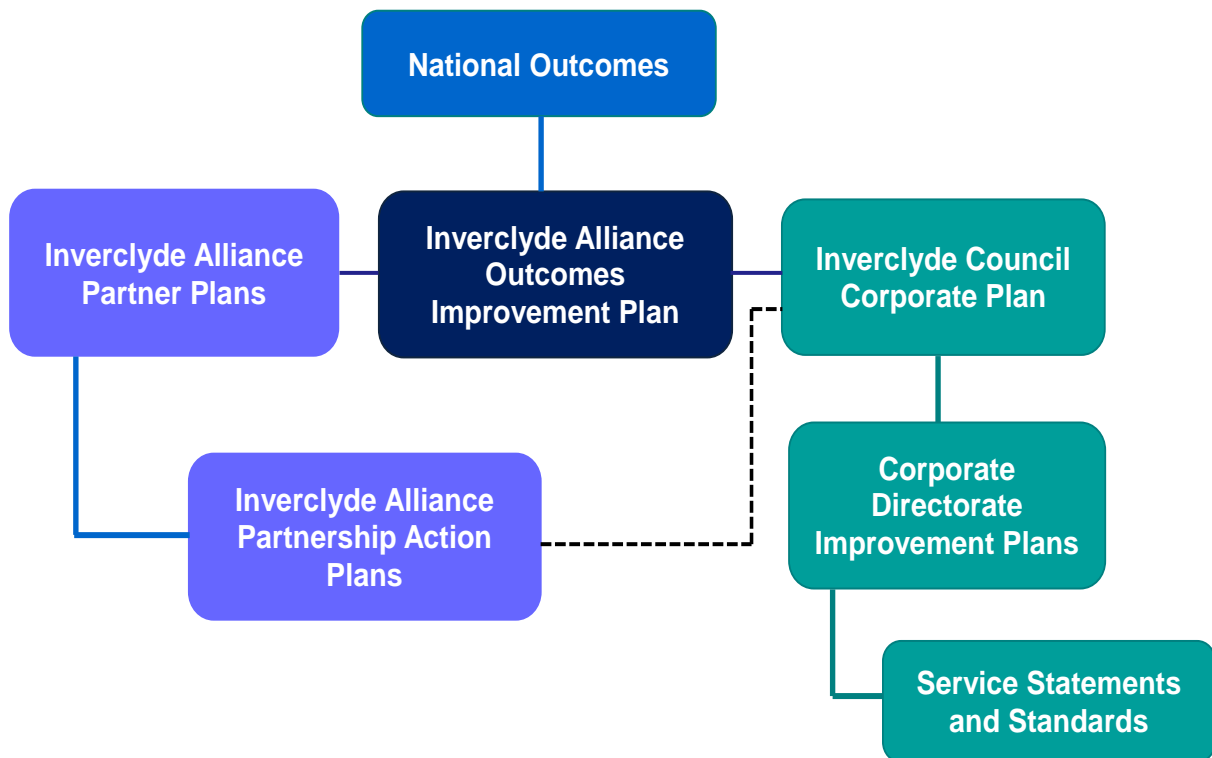 National Outcomes
Inverclyde Alliance
Partner Plans
Inverclyde Alliance
Outcomes
Improvement Plan
Inverclyde Council
Corporate Plan
Inverclyde Alliance
Partnership Action
Plans
Corporate
Directorate
Improvement Plans
Service Statements
and Standards